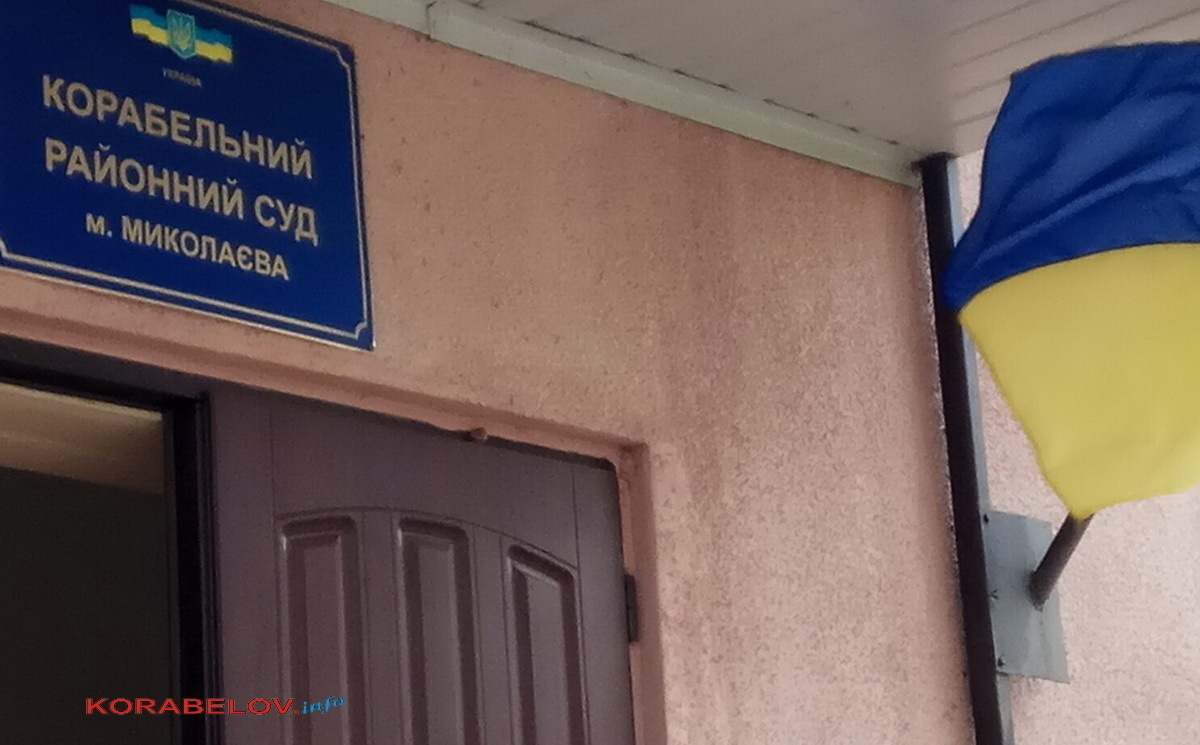 УКРАЇНА
КОРАБЕЛЬНИЙ
РАЙОННИЙ СУД
м. МИКОЛАЄВА
KORABELOV.info